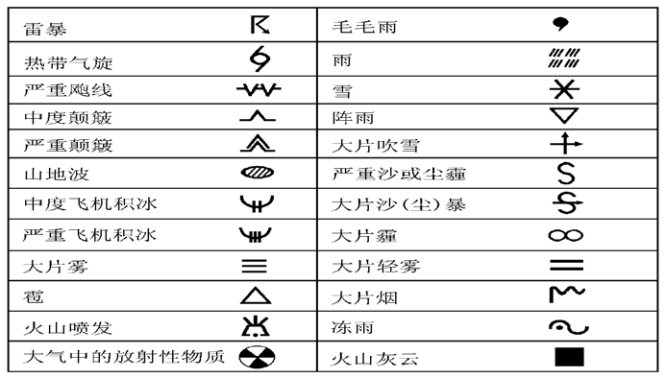 雷暴 毛毛雨
热带气旋 雨
严重飑线 雪
中度颠簸 阵雨
严重颠簸 大片吹雪
山地波 严重沙或尘霾
中度飞机积冰 大片沙(尘)暴
严重飞机积冰 大片霾
大片雾 大片轻雾
雹 大片烟
火山喷发 冻雨
大气中的放射性物质 火山灰云